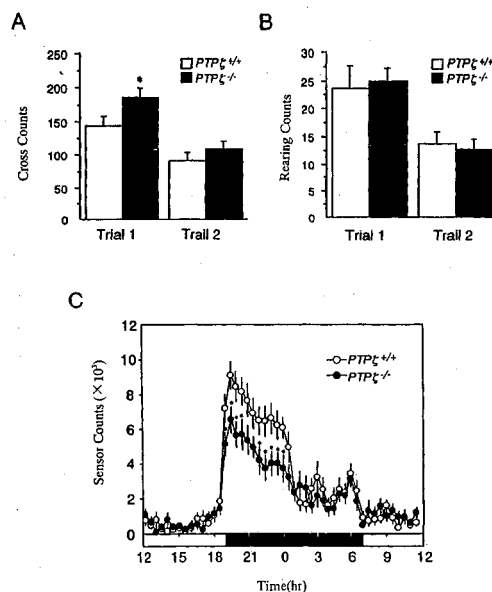 A
PTPζ +/+
PTPζ -/-
*
Cross Counts
250
200
150
100
50
0
Trial 1
Trail 2
B
PTPζ +/+
PTPζ -/-
Rearing Counts
30
25
20
15
10
5
0
Trial 1
Trail 2
C
PTPζ +/+
PTPζ -/-
Sensor Counts (×10³)
12
10
8
6
4
2
0
12 15 18 21 0 3 6 9 12
Time(hr)